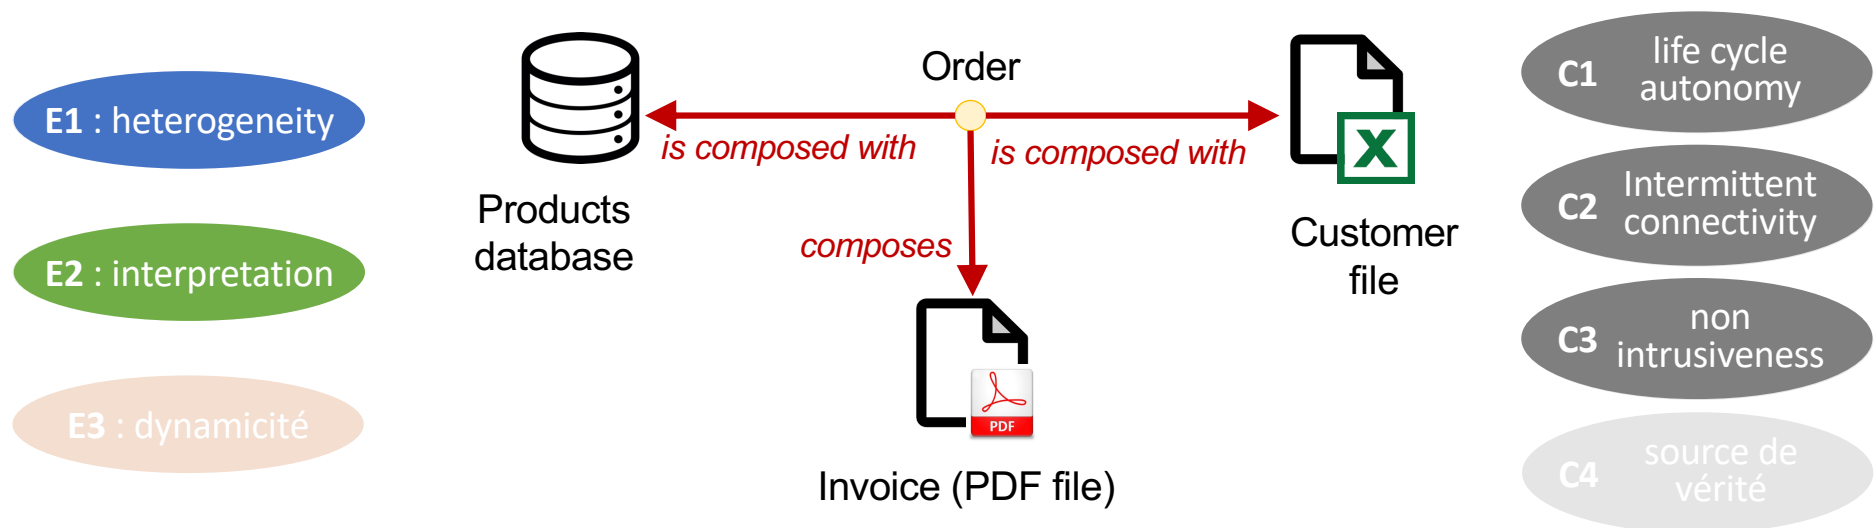 E1 : heterogeneity
E2 : interpretation
E3 : dynamicité
Order
is composed with
is composed with
composes
Products
database
X
Customer
file
PDF
Invoice (PDF file)
C1
life cycle
autonomy
C2
Intermittent
connectivity
C3
non
intrusiveness
C4
source de
vérité